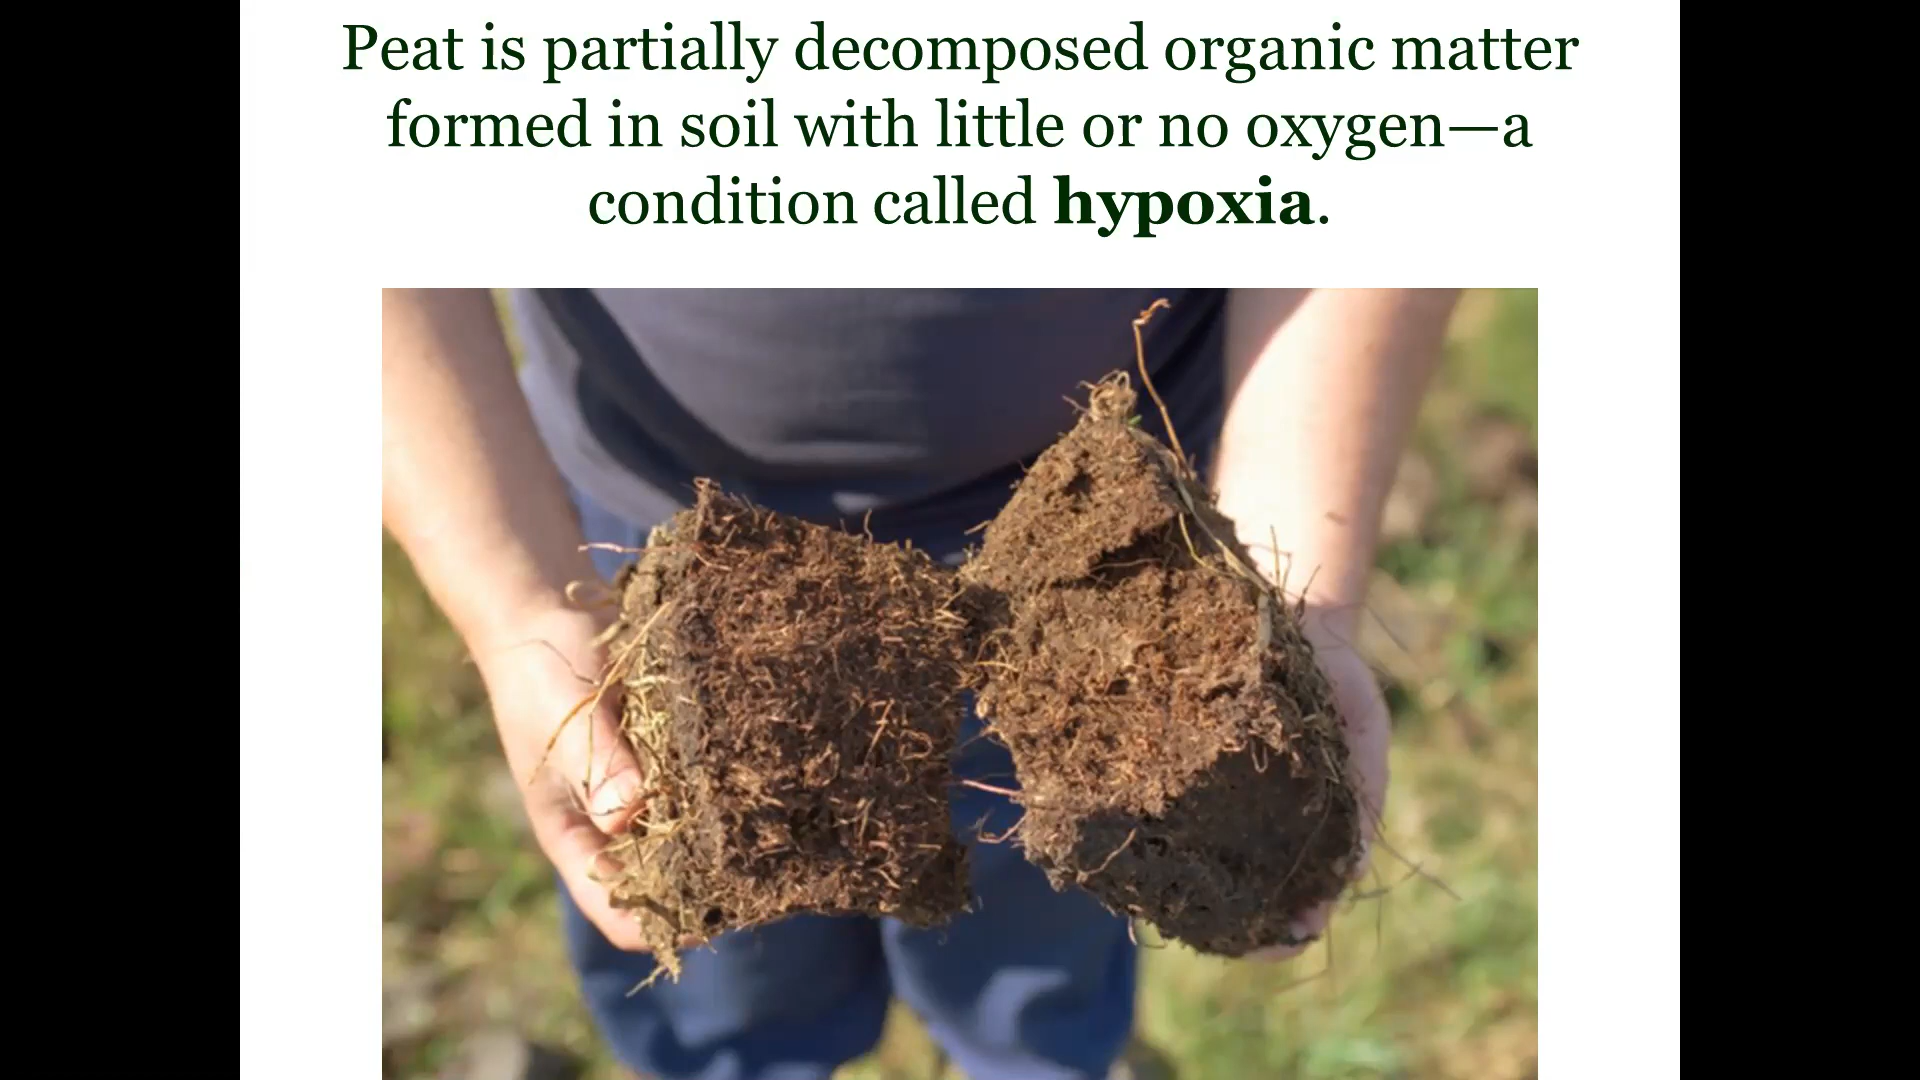 Peat is partially decomposed organic matter
formed in soil with little or no oxygen—a
condition called hypoxia.